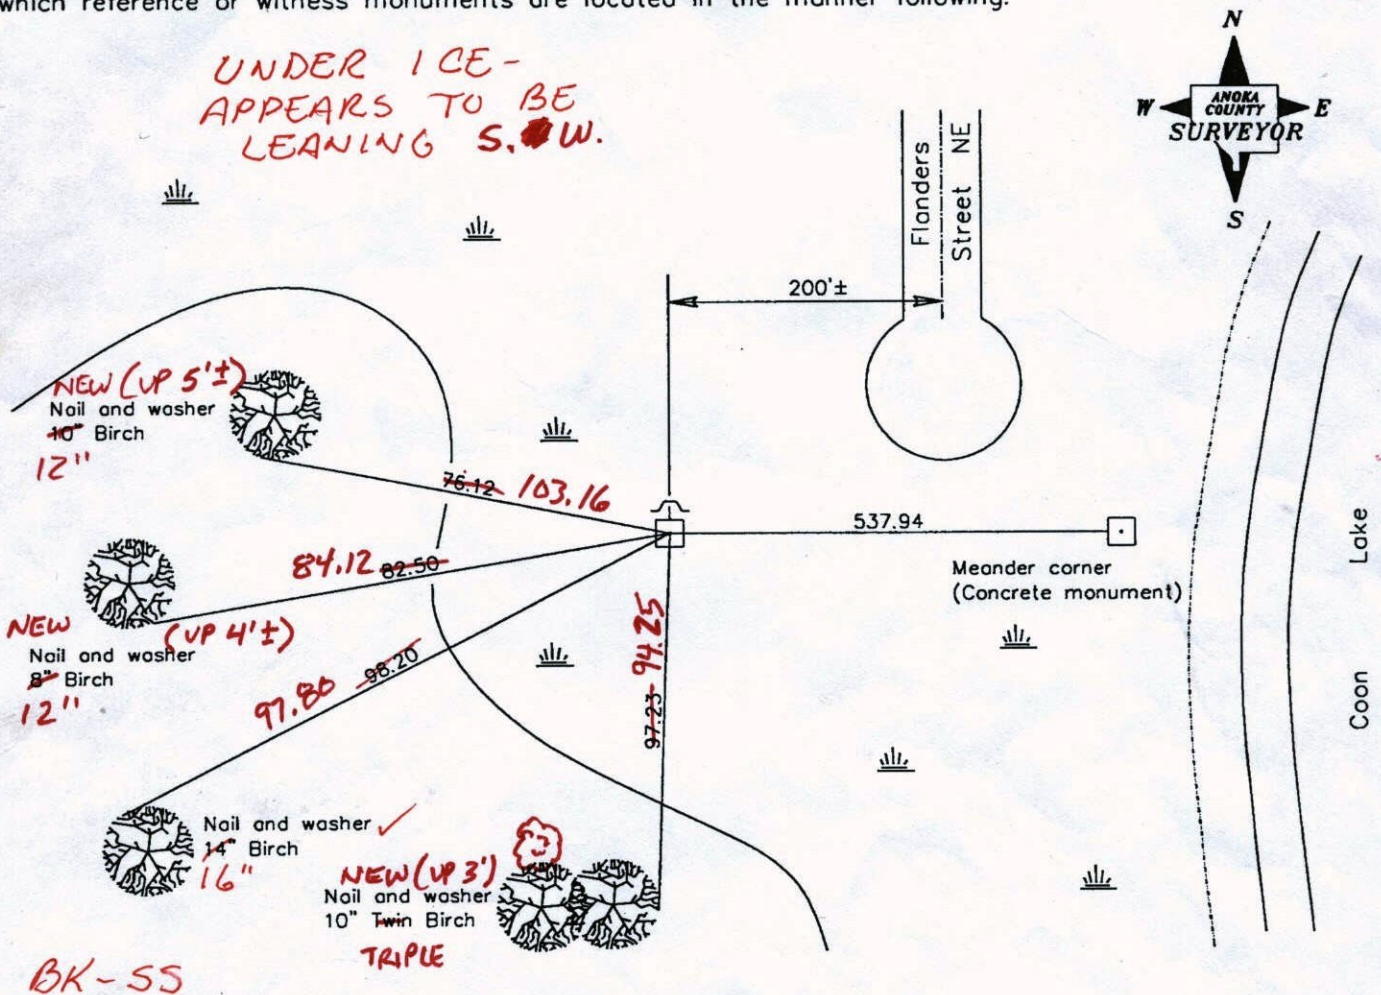 which reference or witness monuments are located in the manner following:
N
W ANOKA COUNTY E
SURVEYOR
S
UNDER ICE-
APPEARS TO BE
LEANING S. W.
Flanders
Street NE
200'±
NEW (UP 5'±)
Nail and washer
10" Birch
12"
76.12 103.16
537.94
Meander corner
(Concrete monument)
Coon Lake
84.12 82.50
NEW (UP 4'±)
Nail and washer
8" Birch
12"
97.80 98.20
97.23 94.25
Nail and washer
14" Birch
16"
NEW (UP 3')
Nail and washer
10" Twin Birch
TRIPLE
BK-SS